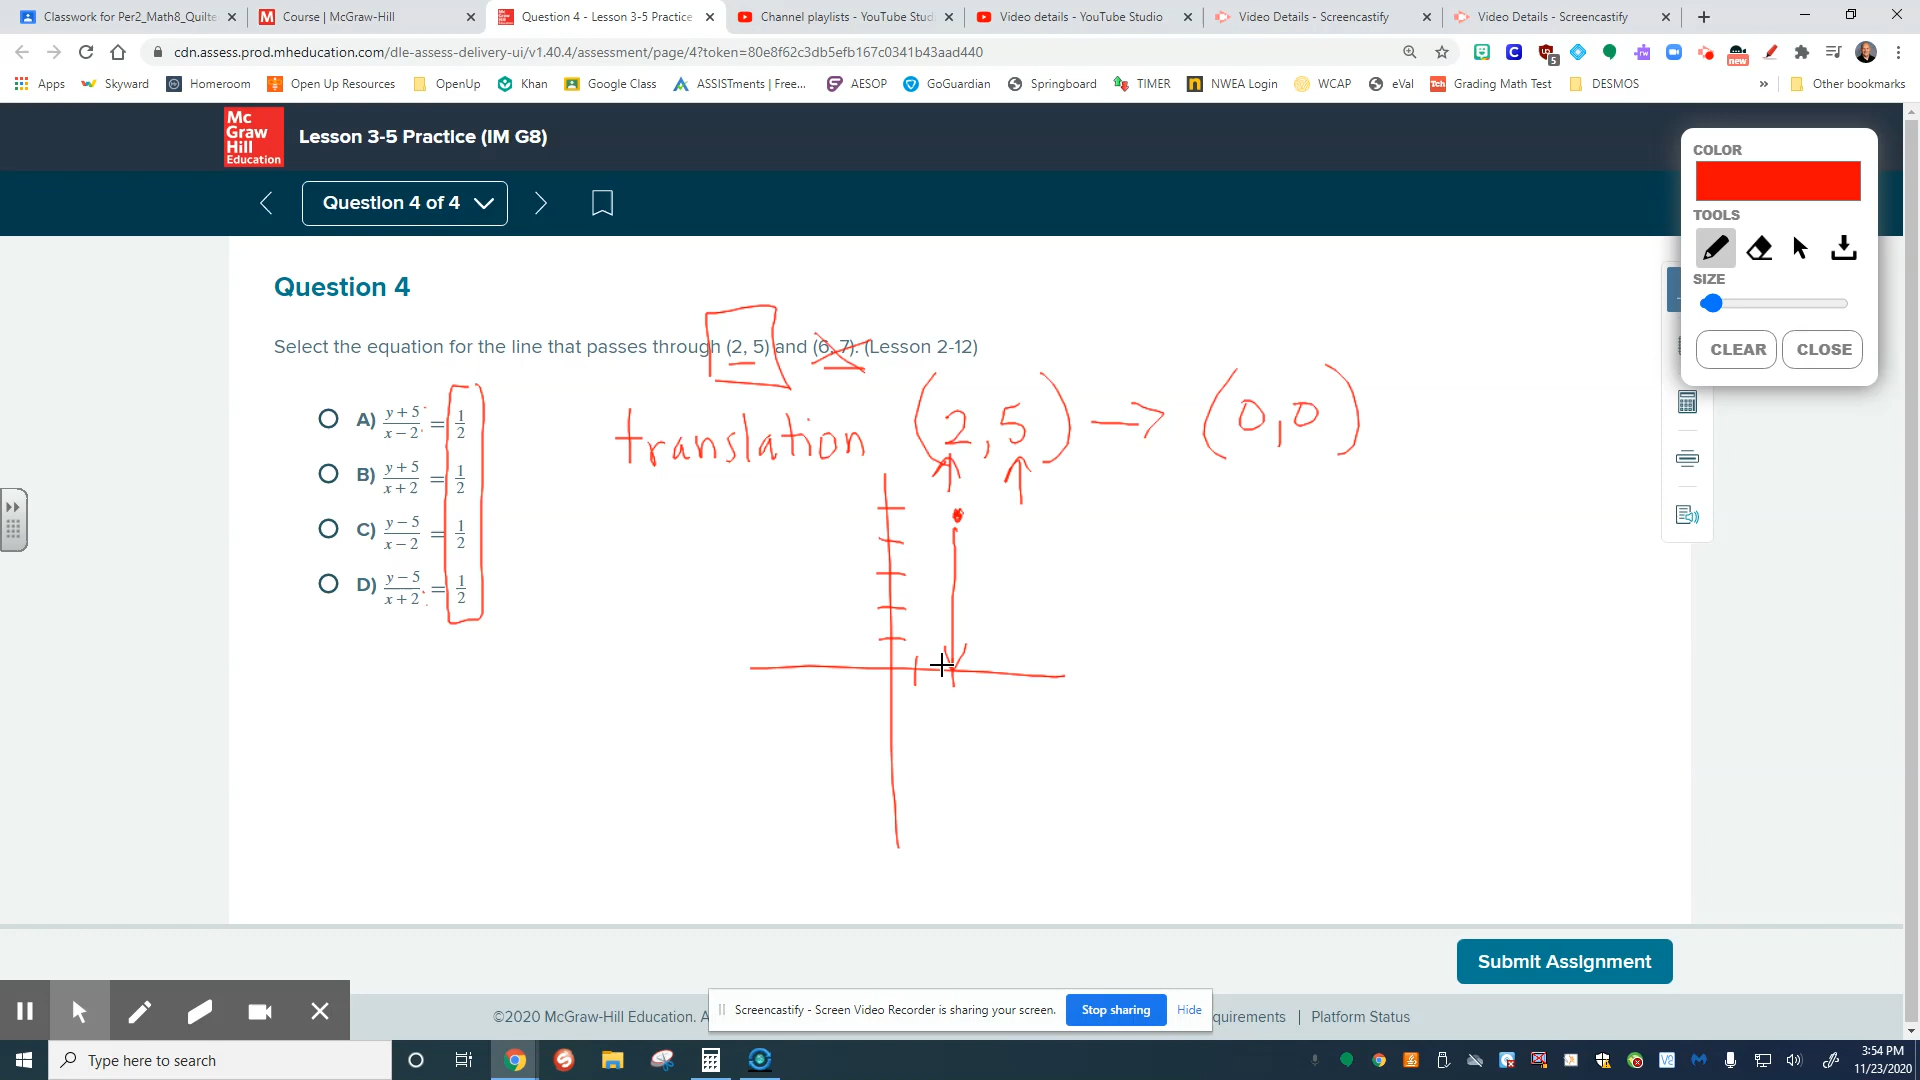 Classwork for Per2_Math8_Quilte
Course | McGraw-Hill
Question 4 - Lesson 3-5 Practice
Channel playlists - YouTube Stud
Video details - YouTube Studio
Video Details - Screencastify
Video Details - Screencastify
cdn.assess.prod.mheducation.com/dle-assess-delivery-ui/v1.40.4/assessment/page/4?token=80e8f62c3db5efb167c0341b43aad440
Apps Skyward Homeroom Open Up Resources OpenUp Khan Google Class ASSISTments | Free... AESOP GoGuardian Springboard TIMER NWEA Login WCAP eVal Grading Math Test DESMOS » Other bookmarks
Mc
Graw
Hill
Education
Lesson 3-5 Practice (IM G8)
Question 4 of 4
COLOR
TOOLS
SIZE
CLEAR CLOSE
Question 4
Select the equation for the line that passes through (2, 5) and (6, 7). (Lesson 2-12)
A) y + 5 / x − 2 = 1/2
B) y + 5 / x + 2 = 1/2
C) y − 5 / x − 2 = 1/2
D) y − 5 / x + 2 = 1/2
translation (2,5) → (0,0)
Submit Assignment
©2020 McGraw-Hill Education. A
Screencastify - Screen Video Recorder is sharing your screen. Stop sharing Hide
quirements | Platform Status
Type here to search
3:54 PM
11/23/2020